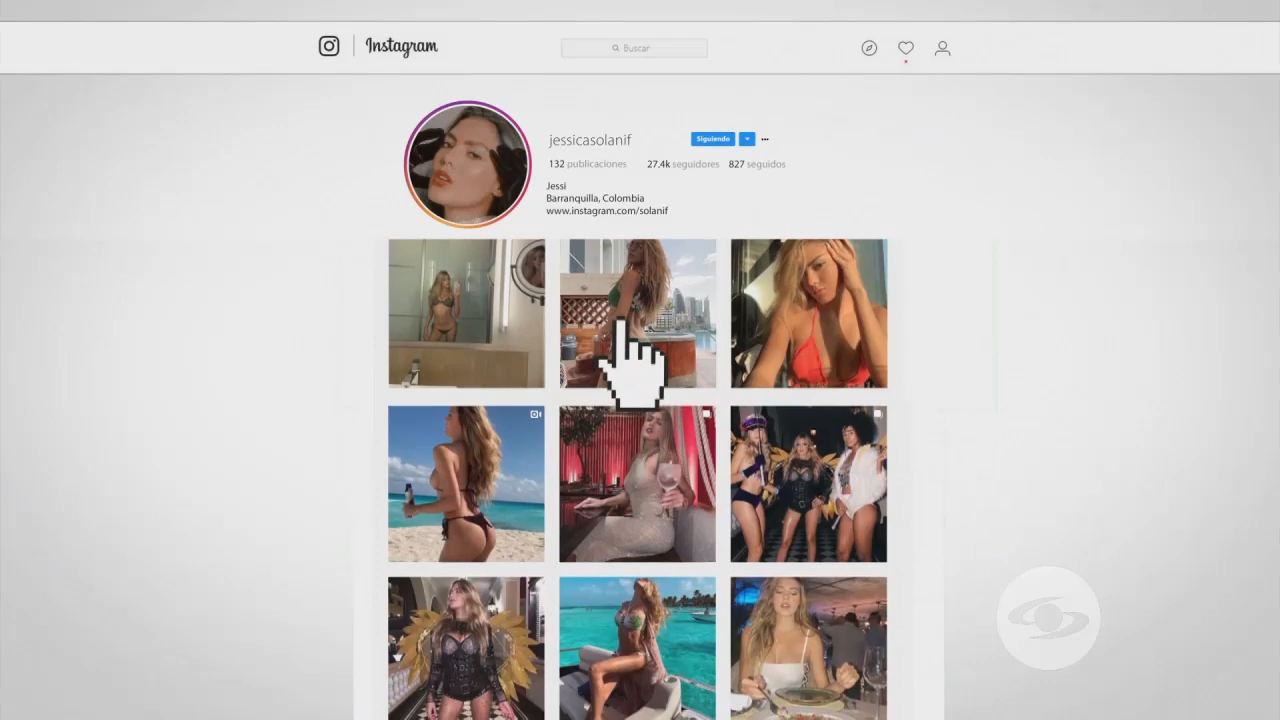 Instagram
Buscar
jessicasolanif
Siguiendo
132 publicaciones 27.4k seguidores 827 seguidos
Jessi
Barranquilla, Colombia
www.instagram.com/solanif